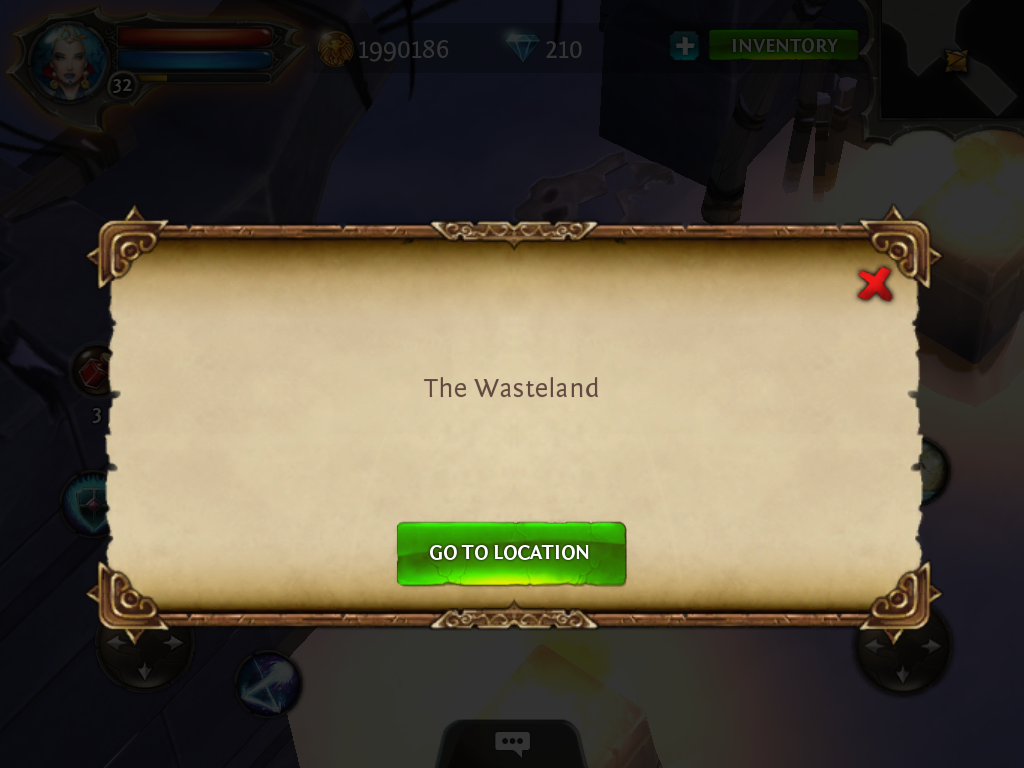 1990186
210
INVENTORY
32
The Wasteland
3
GO TO LOCATION